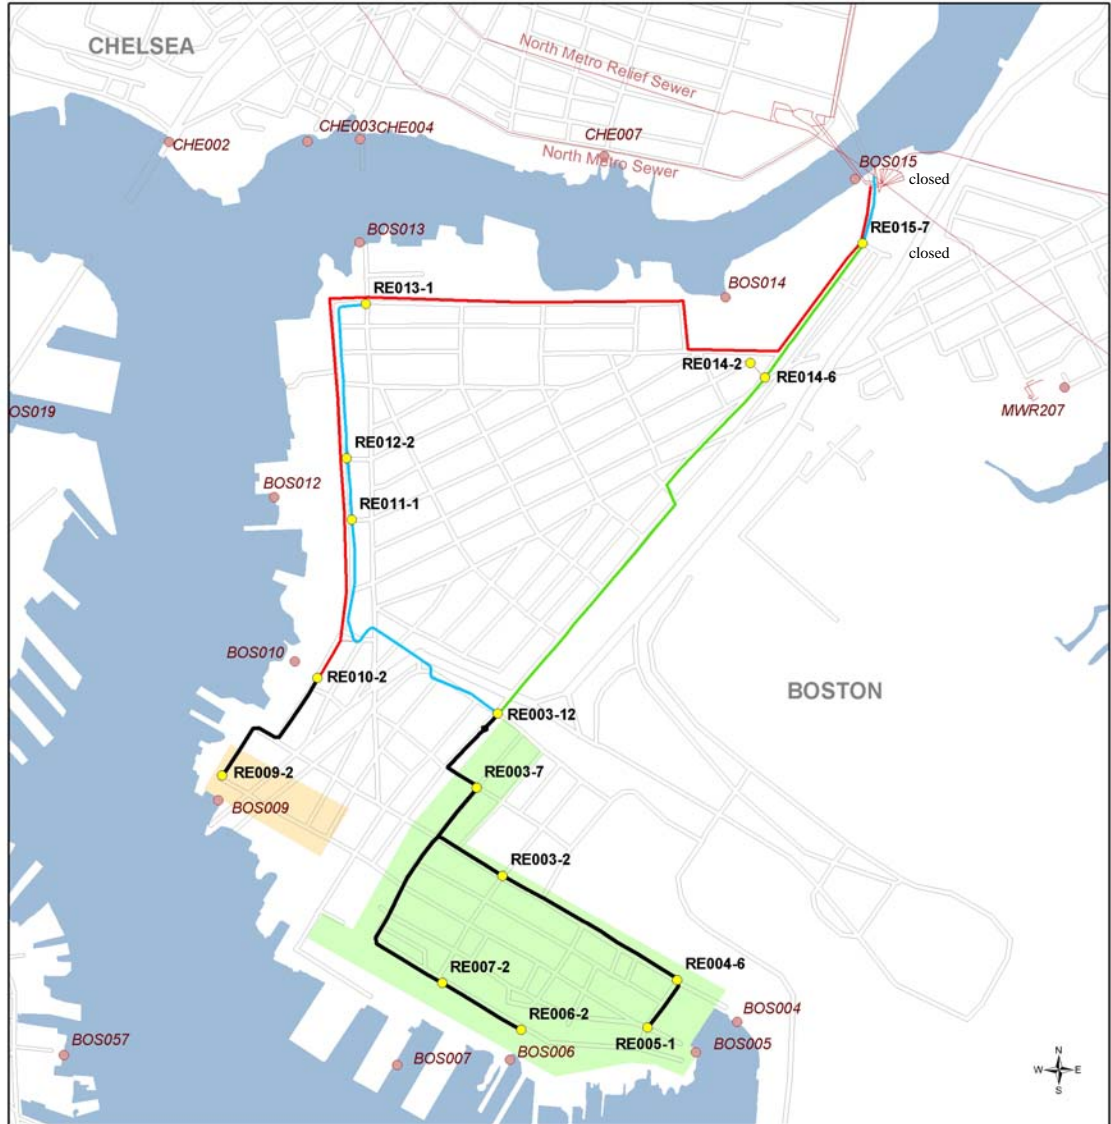 CHELSEA
North Metro Relief Sewer
CHE002
CHE003CHE004
CHE007
North Metro Sewer
BOS015
closed
RE015-7
closed
BOS013
RE013-1
BOS014
RE014-2
RE014-6
MWR207
OS019
RE012-2
BOS012
RE011-1
BOS010
RE010-2
BOSTON
RE003-12
RE009-2
RE003-7
BOS009
RE003-2
RE007-2
RE004-6
RE006-2
BOS004
RE005-1
BOS005
BOS057
BOS007
BOS006
N
W E
S